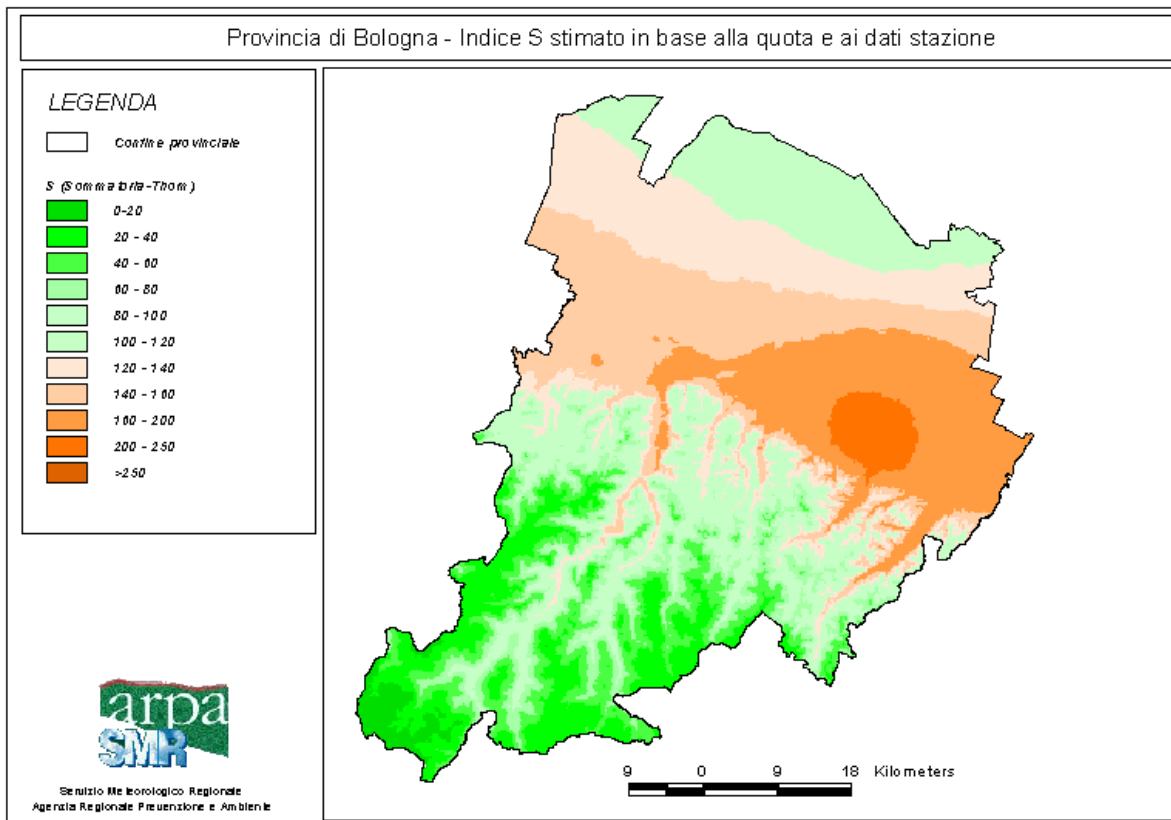 Provincia di Bologna - Indice S stimato in base alla quota e ai dati stazione
LEGENDA
Confine provinciale
S (Sommatoria-Thom)
0-20
20 - 40
40 - 60
60 - 80
80 - 100
100 - 120
120 - 140
140 - 160
160 - 200
200 - 250
>250
arpa
SMR
Servizio Meteorologico Regionale
Agenzia Regionale Prevenzione e Ambiente
9 0 9 18 Kilometers